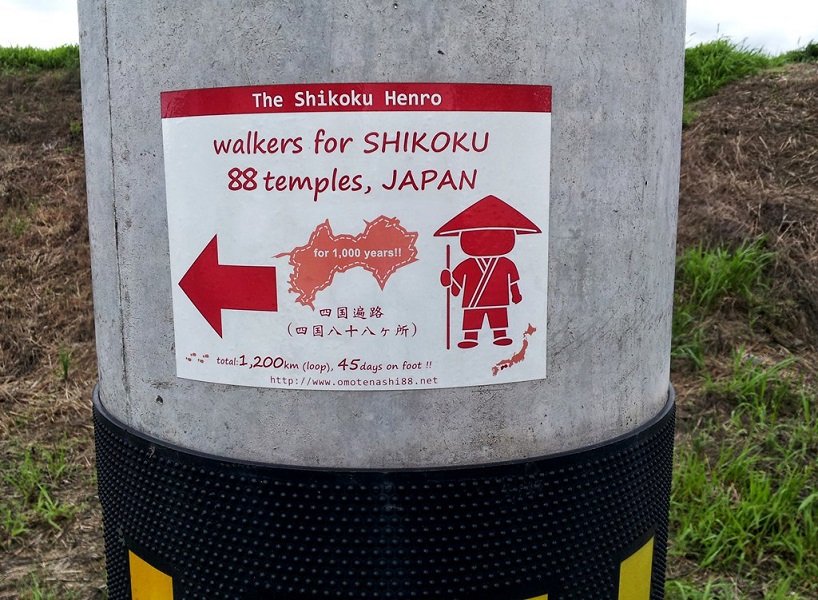 The Shikoku Henro
walkers for SHIKOKU
88 temples, JAPAN
for 1,000 years!!
四国遍路
(四国八十八ヶ所)
total:1,200km (loop), 45days on foot !!
http://www.omotenashi88.net